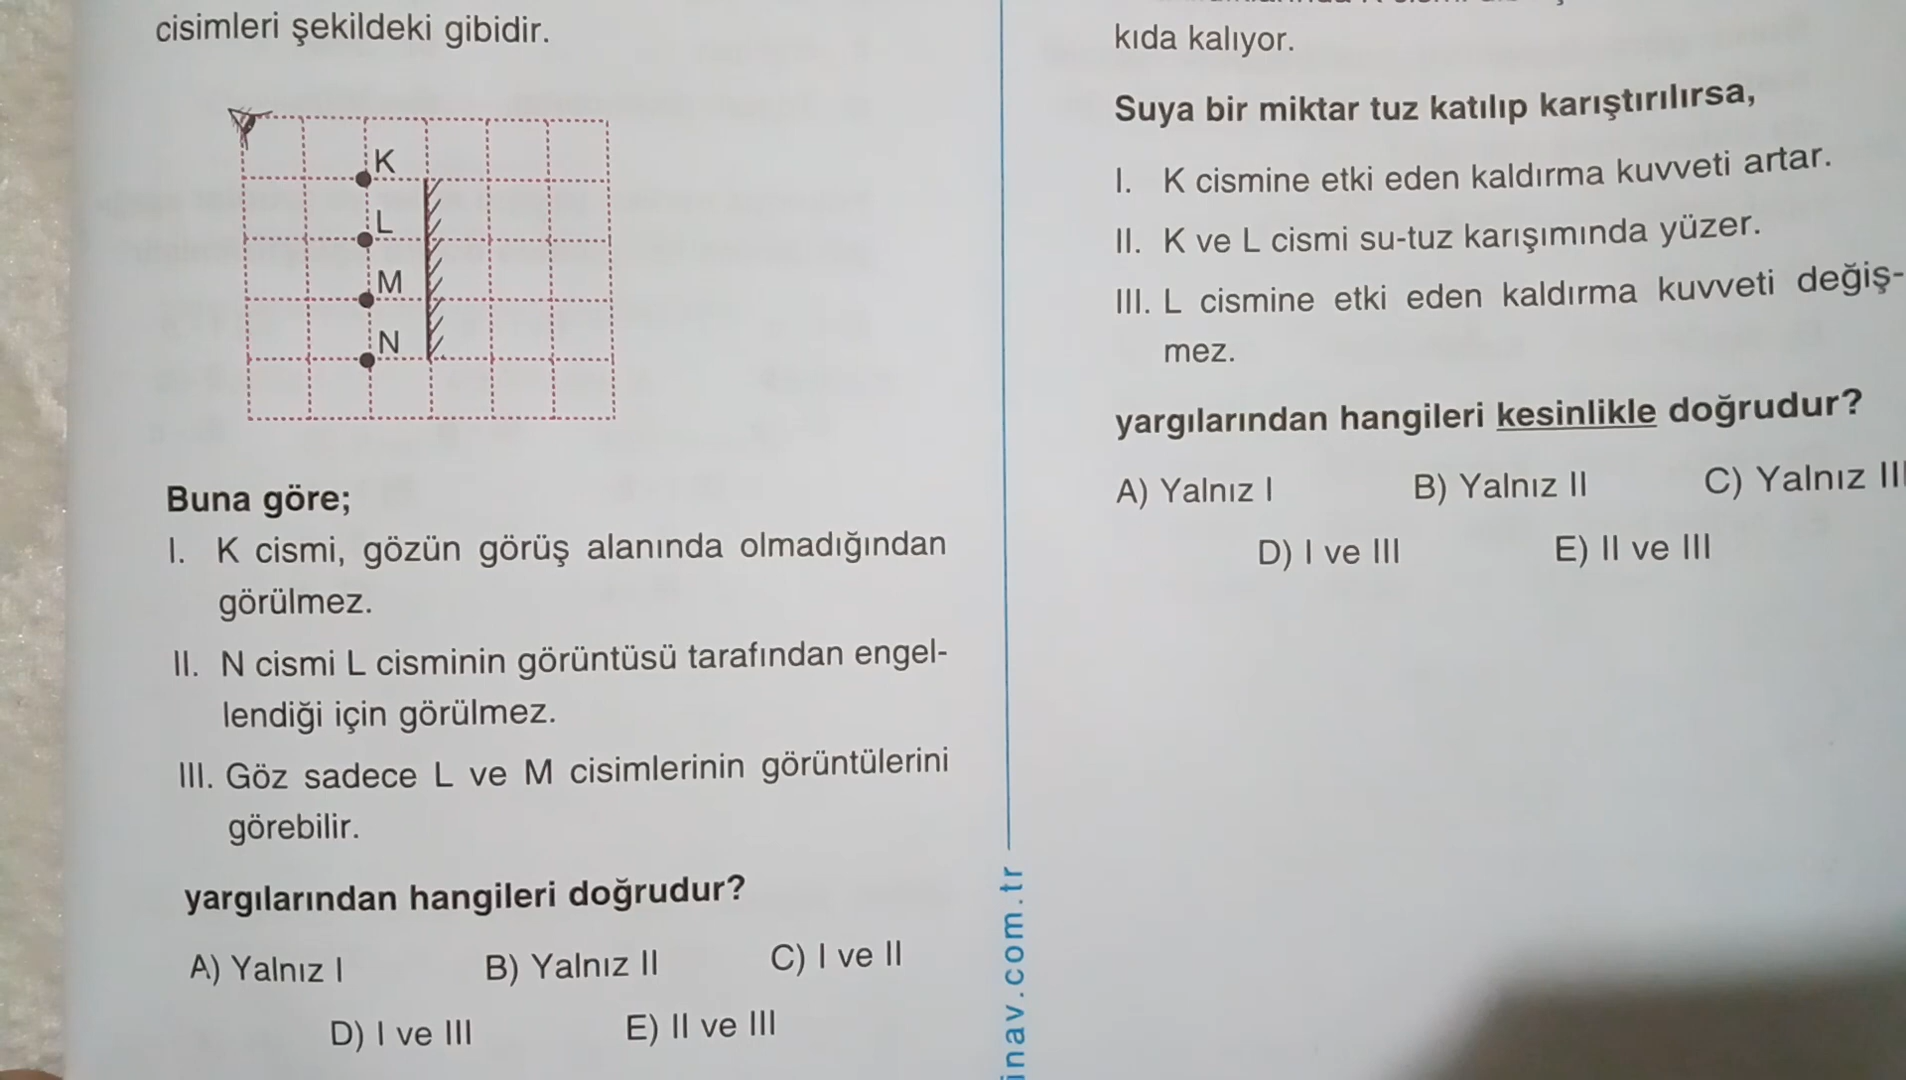 cisimleri şekildeki gibidir.
K
L
M
N
Buna göre;
I. K cismi, gözün görüş alanında olmadığından
görülmez.
II. N cismi L cisminin görüntüsü tarafından engel-
lendiği için görülmez.
III. Göz sadece L ve M cisimlerinin görüntülerini
görebilir.
yargılarından hangileri doğrudur?
A) Yalnız I B) Yalnız II C) I ve II
D) I ve III E) II ve III
inav.com.tr
kıda kalıyor.
Suya bir miktar tuz katılıp karıştırılırsa,
I. K cismine etki eden kaldırma kuvveti artar.
II. K ve L cismi su-tuz karışımında yüzer.
III. L cismine etki eden kaldırma kuvveti değiş-
mez.
yargılarından hangileri kesinlikle doğrudur?
A) Yalnız I B) Yalnız II C) Yalnız III
D) I ve III E) II ve III